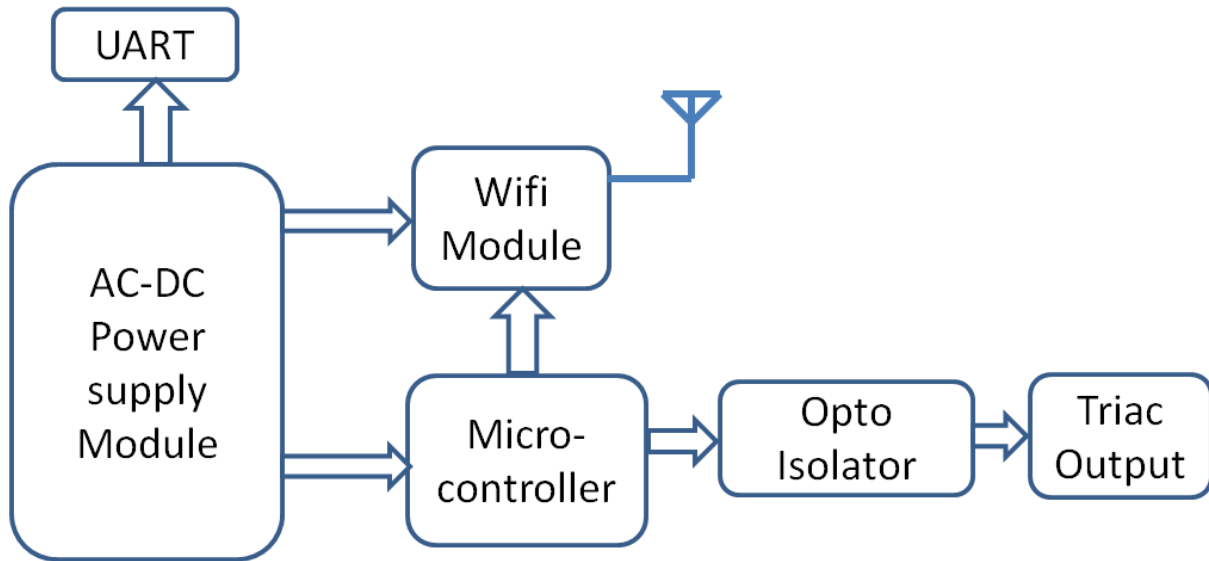 UART
AC-DC
Power
supply
Module
Wifi
Module
Micro-
controller
Opto
Isolator
Triac
Output